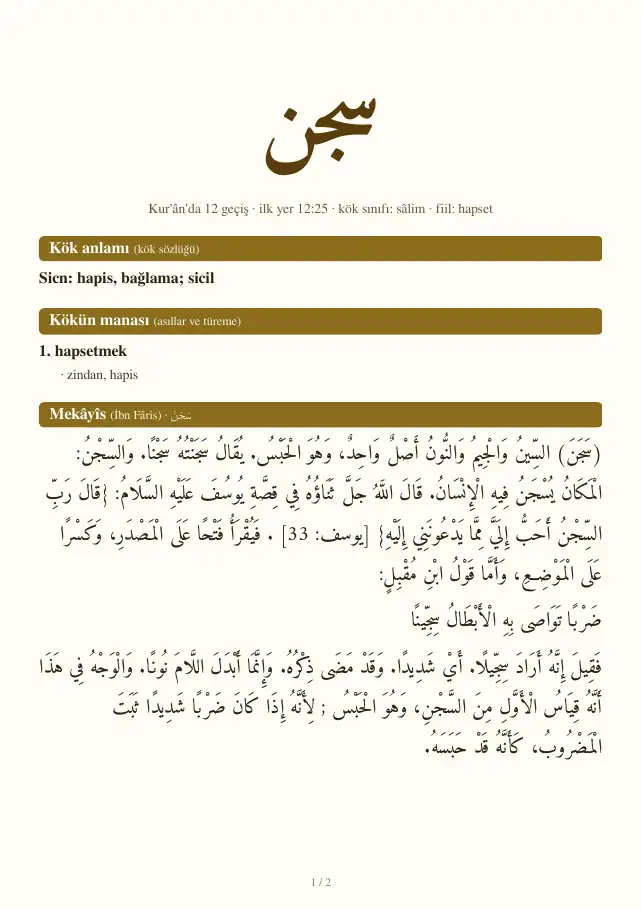 سجن
Kur'ân'da 12 geçiş · ilk yer 12:25 · kök sınıfı: sâlim · fiil: hapset
Kök anlamı (kök sözlüğü)
Sicn: hapis, bağlama; sicil
Kökün manası (asıllar ve türeme)
1. hapsetmek
· zindan, hapis
Mekâyîs (İbn Fâris) · سَجَنَ
(سَجَنَ) السِّينُ وَالْجِيمُ وَالنُّونُ أَصْلٌ وَاحِدٌ، وَهُوَ الْحَبْسُ. يُقَالُ سَجَنْتُهُ سَجْنًا. وَالسِّجْنُ:
الْمَكَانُ يُسْجَنُ فِيهِ الْإِنْسَانُ. قَالَ اللَّهُ جَلَّ ثَنَاؤُهُ فِي قِصَّةِ يُوسُفَ عَلَيْهِ السَّلَامُ: {قَالَ رَبِّ
السِّجْنُ أَحَبُّ إِلَيَّ مِمَّا يَدْعُونَنِي إِلَيْهِ} [يوسف: 33] . فَيُقْرَأُ فَتْحًا عَلَى الْمَصْدَرِ، وَكَسْرًا
عَلَى الْمَوْضِعِ، وَأَمَّا قَوْلُ ابْنِ مُقْبِلٍ:
ضَرْبًا تَوَاصَى بِهِ الْأَبْطَالُ سِجِّينًا
فَقِيلَ إِنَّهُ أَرَادَ سِجِّيلًا. أَيْ شَدِيدًا. وَقَدْ مَضَى ذِكْرُهُ. وَإِنَّمَا أَبْدَلَ اللَّامَ نُونًا. وَالْوَجْهُ فِي هَذَا
أَنَّهُ قِيَاسُ الْأَوَّلِ مِنَ السَّجْنِ، وَهُوَ الْحَبْسُ ; لِأَنَّهُ إِذَا كَانَ ضَرْبًا شَدِيدًا ثَبَتَ
الْمَضْرُوبُ، كَأَنَّهُ قَدْ حَبَسَهُ.
1 / 2